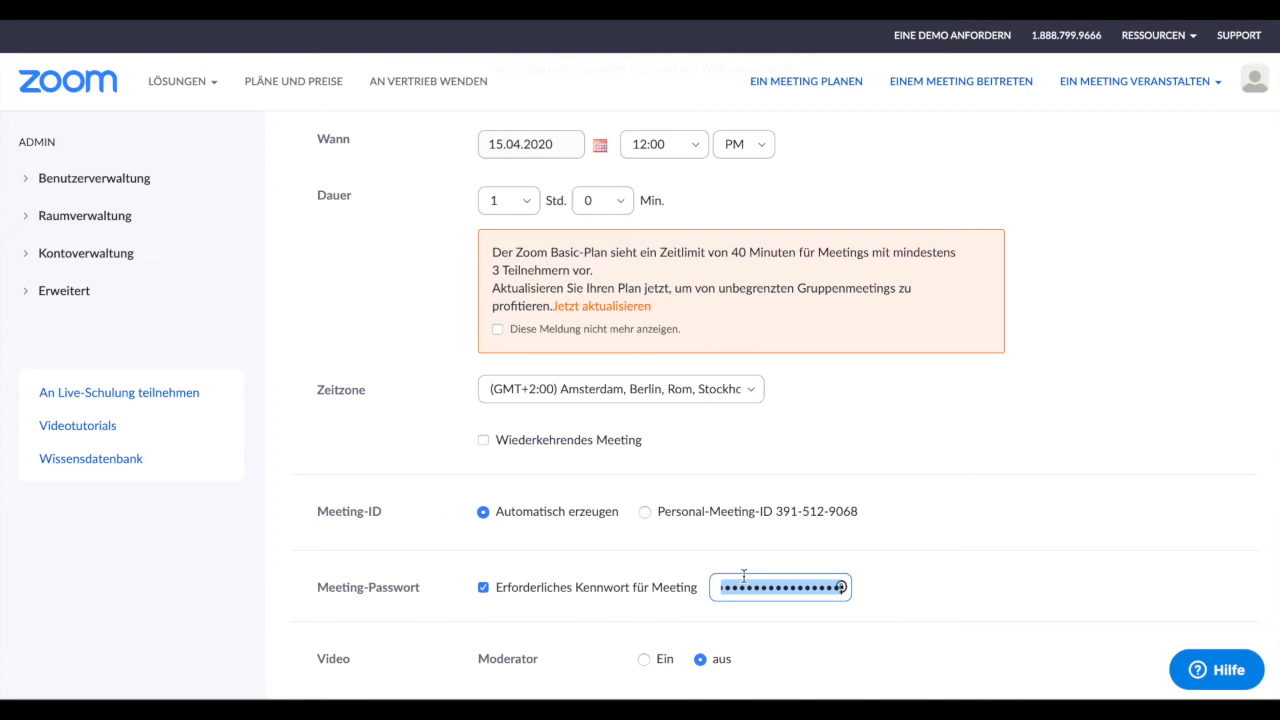 EINE DEMO ANFORDERN 1.888.799.9666 RESSOURCEN SUPPORT
zoom LÖSUNGEN PLÄNE UND PREISE AN VERTRIEB WENDEN EIN MEETING PLANEN EINEM MEETING BEITRETEN EIN MEETING VERANSTALTEN
ADMIN
Benutzerverwaltung
Raumverwaltung
Kontoverwaltung
Erweitert
An Live-Schulung teilnehmen
Videotutorials
Wissensdatenbank
Wann 15.04.2020 12:00 PM
Dauer 1 Std. 0 Min.
Der Zoom Basic-Plan sieht ein Zeitlimit von 40 Minuten für Meetings mit mindestens
3 Teilnehmern vor.
Aktualisieren Sie Ihren Plan jetzt, um von unbegrenzten Gruppenmeetings zu
profitieren.Jetzt aktualisieren
Diese Meldung nicht mehr anzeigen.
Zeitzone (GMT+2:00) Amsterdam, Berlin, Rom, Stockhc
Wiederkehrendes Meeting
Meeting-ID Automatisch erzeugen Personal-Meeting-ID 391-512-9068
Meeting-Passwort Erforderliches Kennwort für Meeting
Video Moderator Ein aus
Hilfe